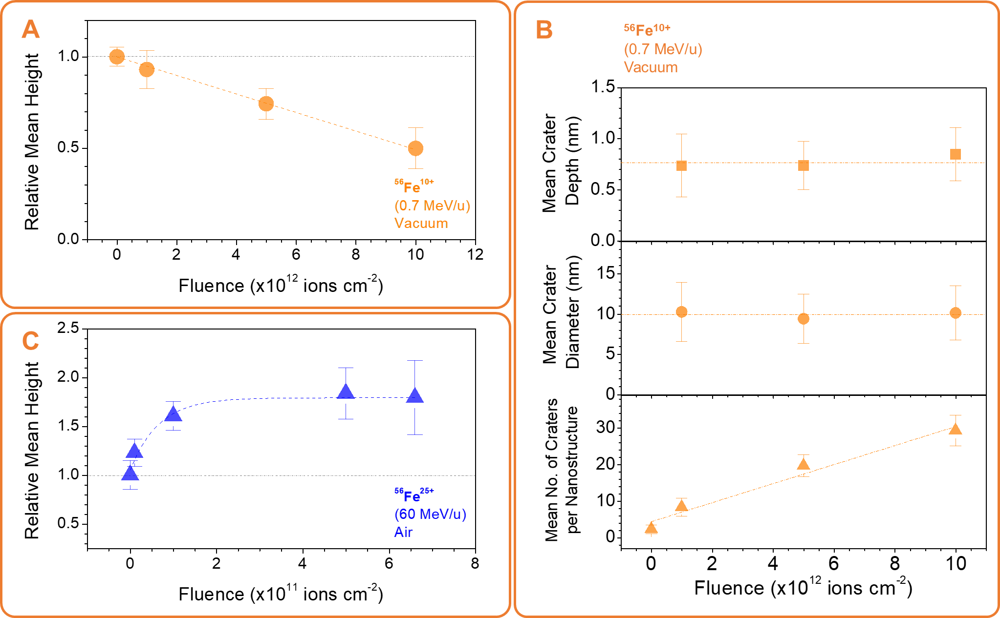 A
Relative Mean Height
1.0
0.5
0.0
0 2 4 6 8 10 12
Fluence (x10¹² ions cm⁻²)
⁵⁶Fe¹⁰⁺
(0.7 MeV/u)
Vacuum
B
⁵⁶Fe¹⁰⁺
(0.7 MeV/u)
Vacuum
Mean Crater
Depth (nm)
1.5
1.0
0.5
0.0
Mean Crater
Diameter (nm)
15
10
5
0
Mean No. of Craters
per Nanostructure
30
20
10
0
0 2 4 6 8 10
Fluence (x10¹² ions cm⁻²)
C
Relative Mean Height
2.5
2.0
1.5
1.0
0.5
0 2 4 6 8
Fluence (x10¹¹ ions cm⁻²)
⁵⁶Fe²⁵⁺
(60 MeV/u)
Air